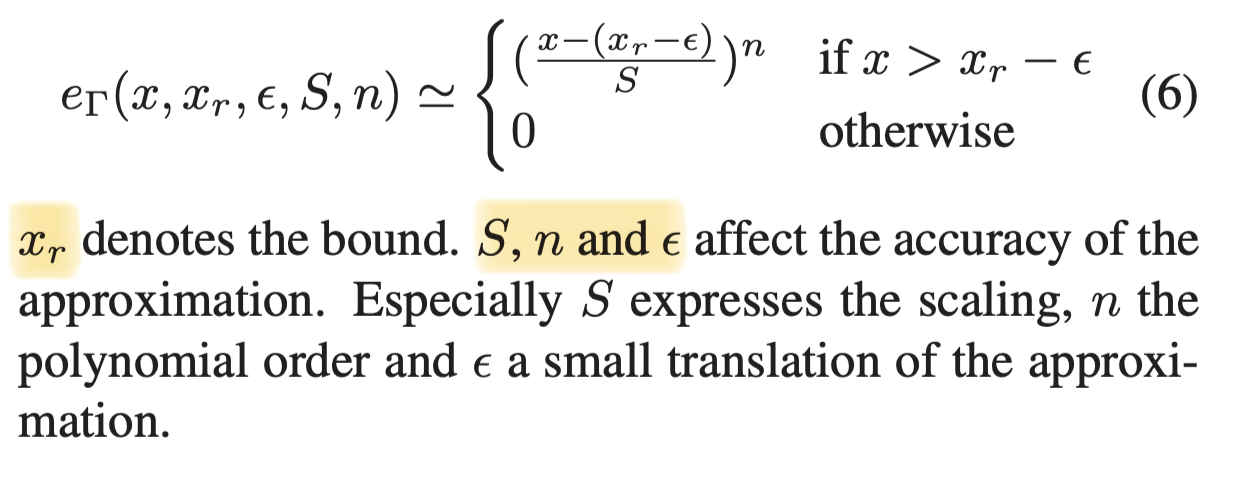 e_Γ(x, x_r, ϵ, S, n) ≃ { ( (x−(x_r−ϵ))/S )^n if x > x_r − ϵ
0 otherwise (6)
x_r denotes the bound. S, n and ϵ affect the accuracy of the
approximation. Especially S expresses the scaling, n the
polynomial order and ϵ a small translation of the approxi-
mation.